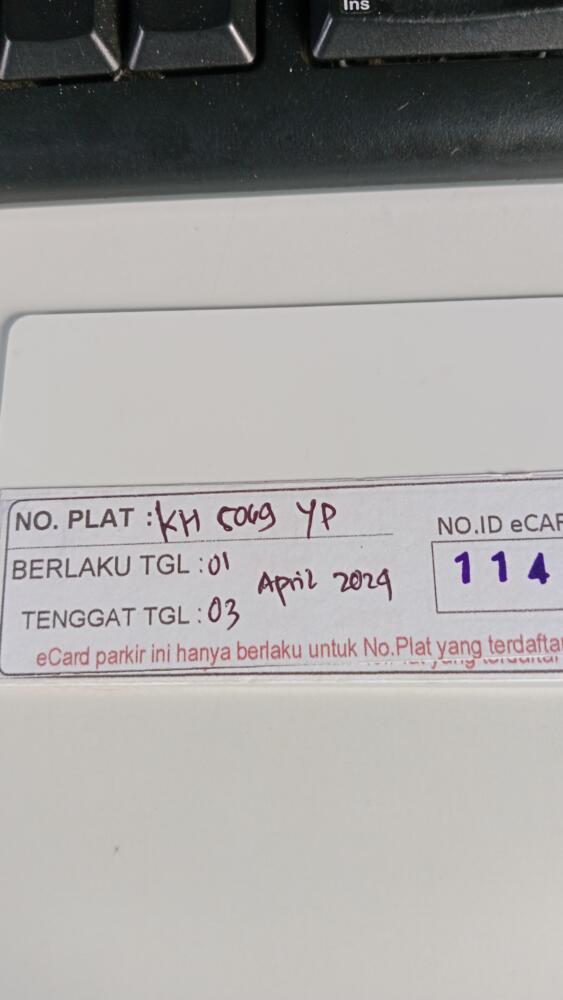 Ins
NO. PLAT : KH 5069 YP
NO.ID eCAR
BERLAKU TGL : 01
April 2024
114
TENGGAT TGL : 03
eCard parkir ini hanya berlaku untuk No.Plat yang terdaftar